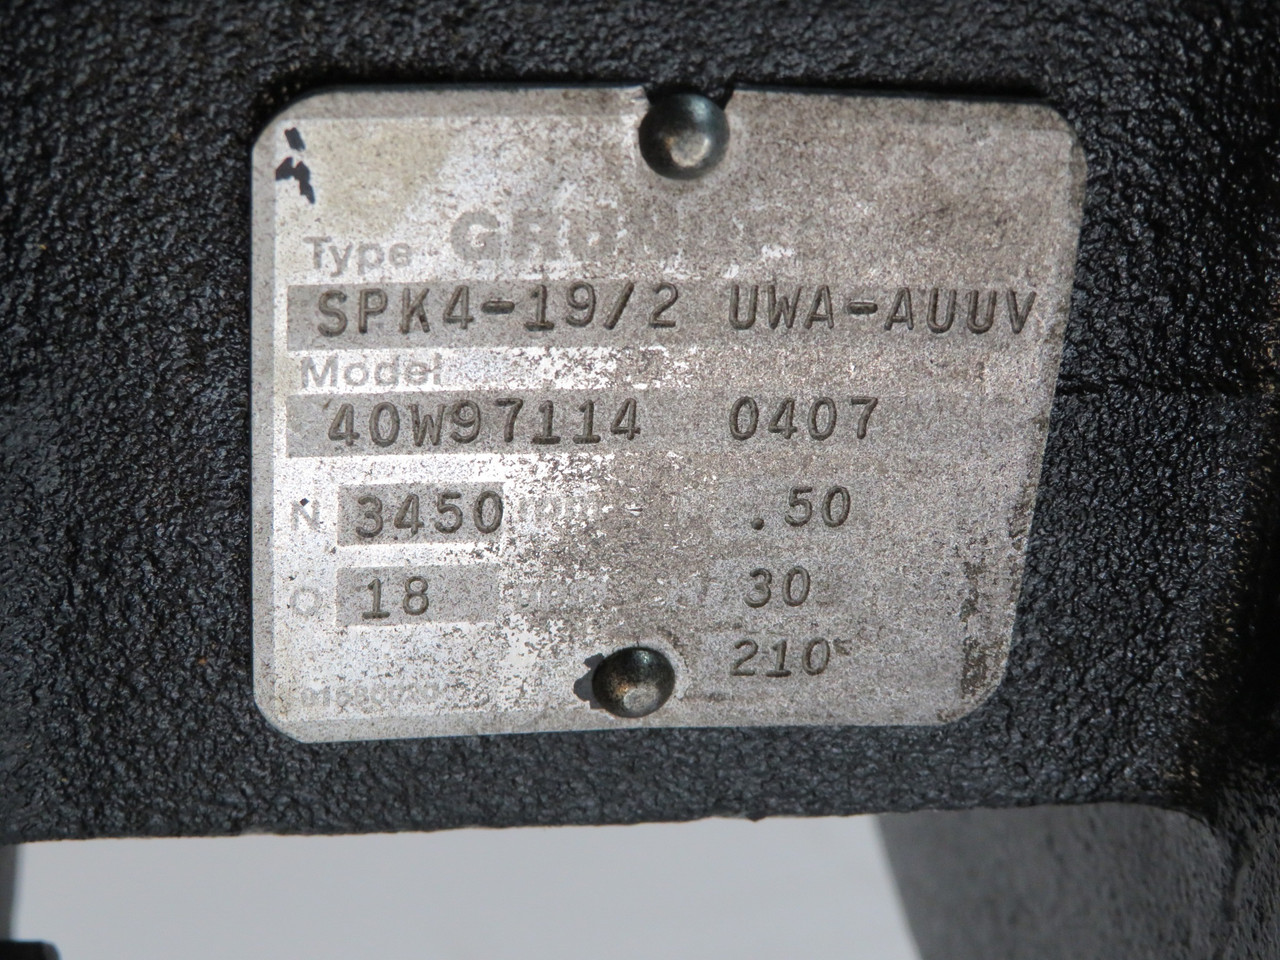 Type
SPK4-19/2 UWA-AUUV
Model
40W97114 0407
N 3450 .50
Q 18 30
210